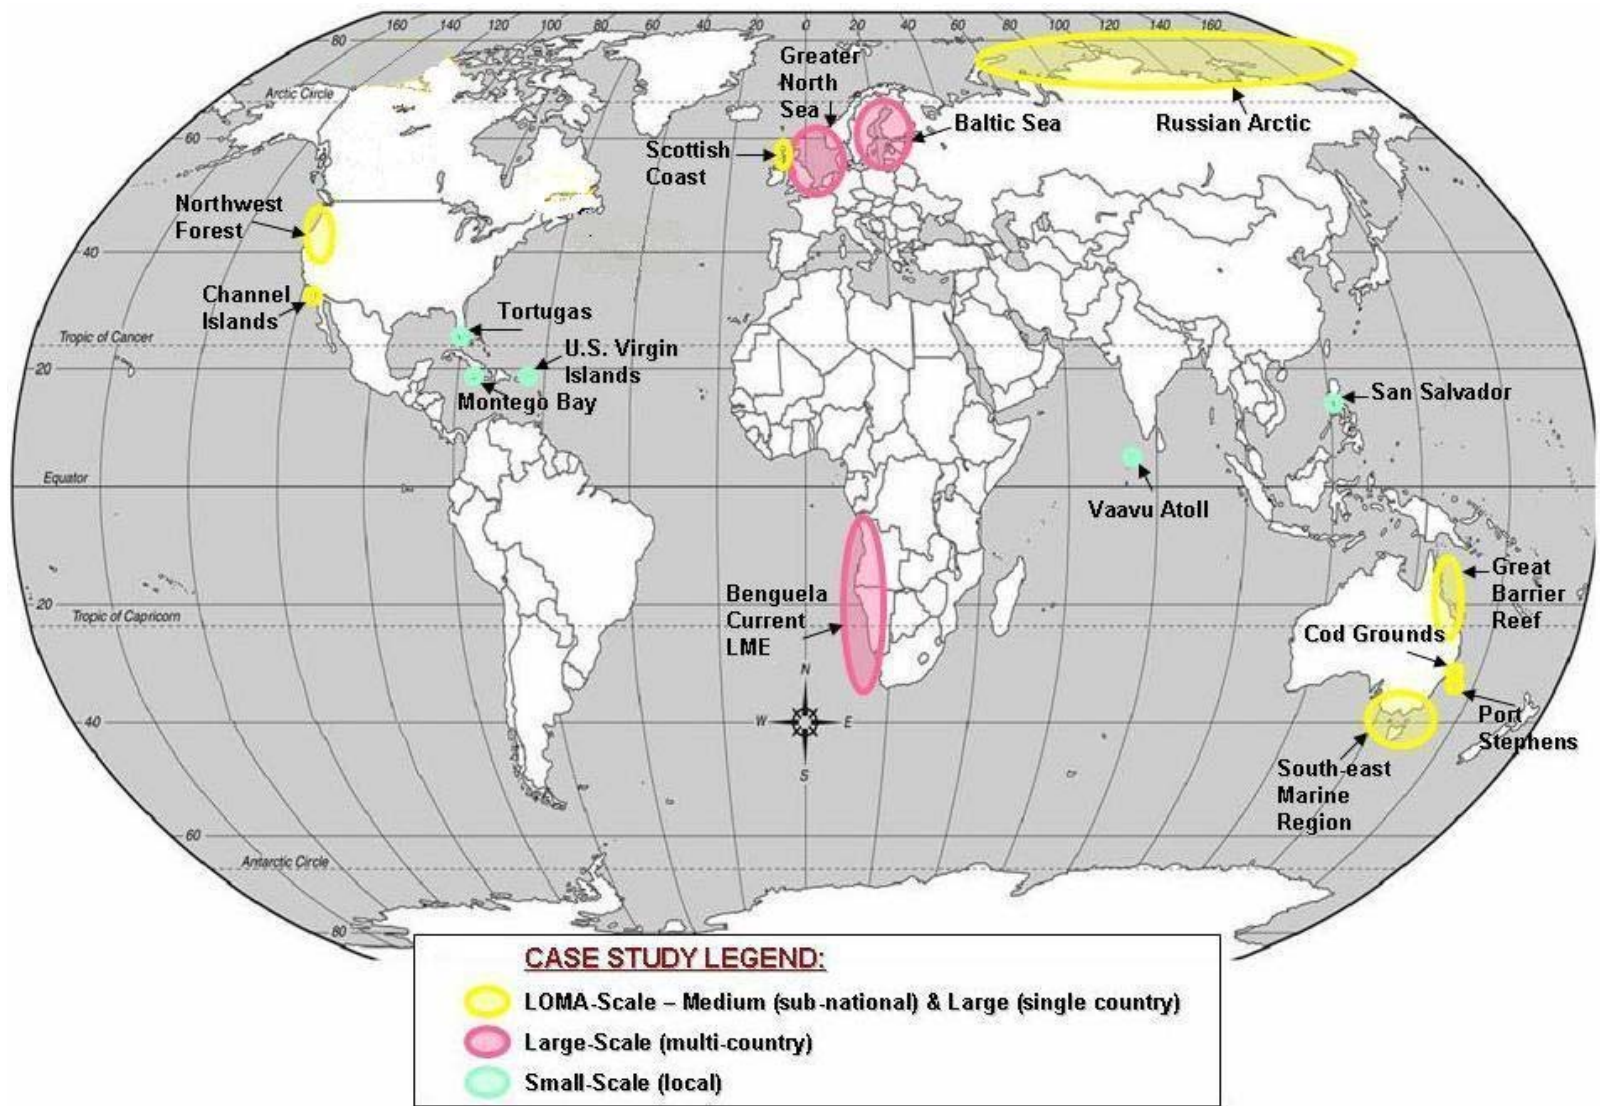 160 140 120 100 80 60 40 20 0 20 40 60 80 100 120 140 160
80
Arctic Circle
60
40
Tropic of Cancer
20
Equator
20
Tropic of Capricorn
40
60
Antarctic Circle
80
Greater
North
Sea
Baltic Sea
Russian Arctic
Scottish
Coast
Northwest
Forest
Channel
Islands
Tortugas
U.S. Virgin
Islands
Montego Bay
San Salvador
Vaavu Atoll
Benguela
Current
LME
Great
Barrier
Reef
Cod Grounds
Port
Stephens
South-east
Marine
Region
N
W
E
S
CASE STUDY LEGEND:
LOMA-Scale – Medium (sub-national) & Large (single country)
Large-Scale (multi-country)
Small-Scale (local)